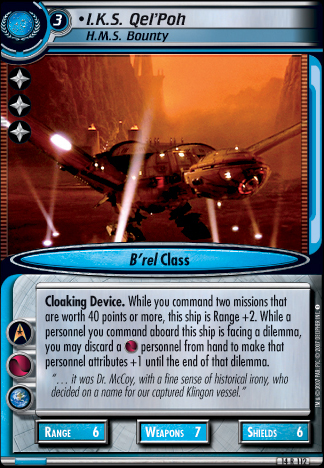 3
•I.K.S. Qel'Poh
H.M.S. Bounty
B'rel Class
Cloaking Device. While you command two missions that
are worth 40 points or more, this ship is Range +2. While a
personnel you command aboard this ship is facing a dilemma,
you may discard a personnel from hand to make that
personnel attributes +1 until the end of that dilemma.
"… it was Dr. McCoy, with a fine sense of historical irony, who
decided on a name for our captured Klingon vessel."
Range 6
Weapons 7
Shields 6
14 R 112